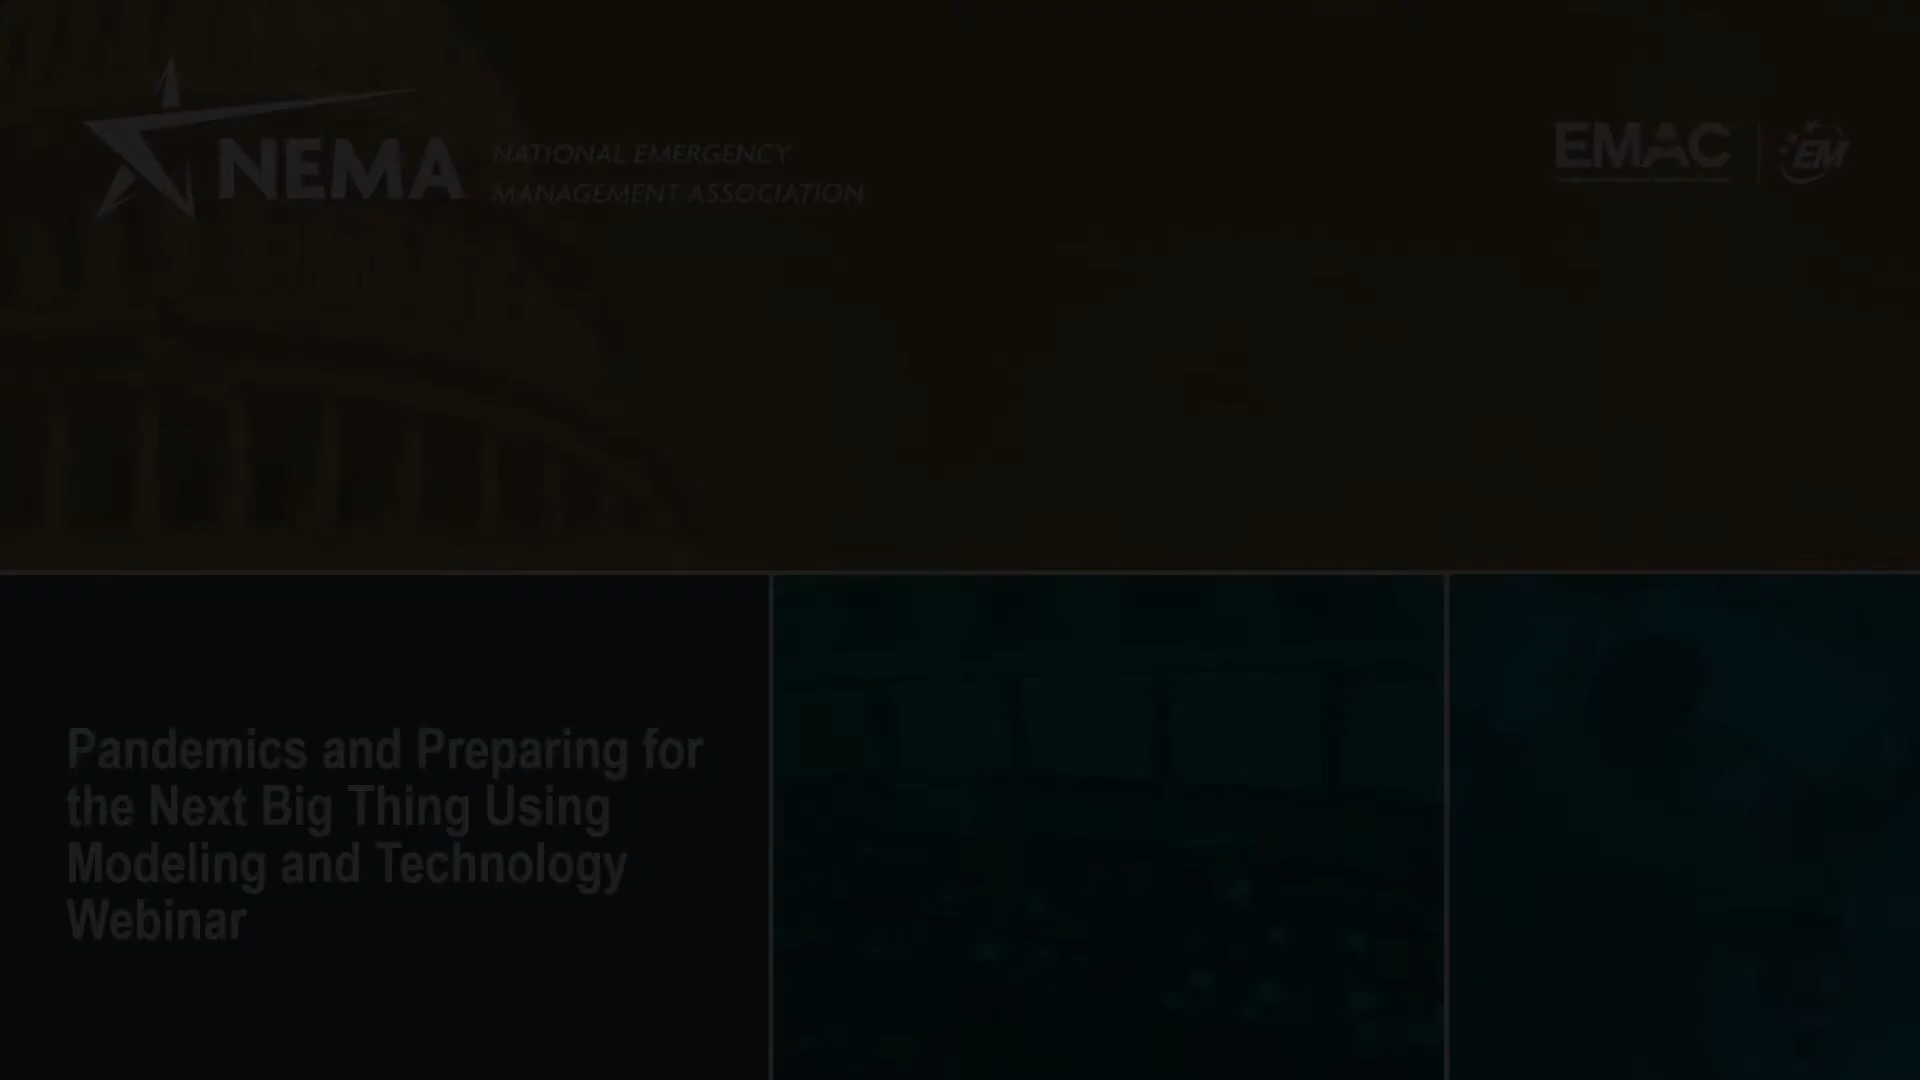 NEMA
NATIONAL EMERGENCY
MANAGEMENT ASSOCIATION
EMAC
EM
Pandemics and Preparing for
the Next Big Thing Using
Modeling and Technology
Webinar